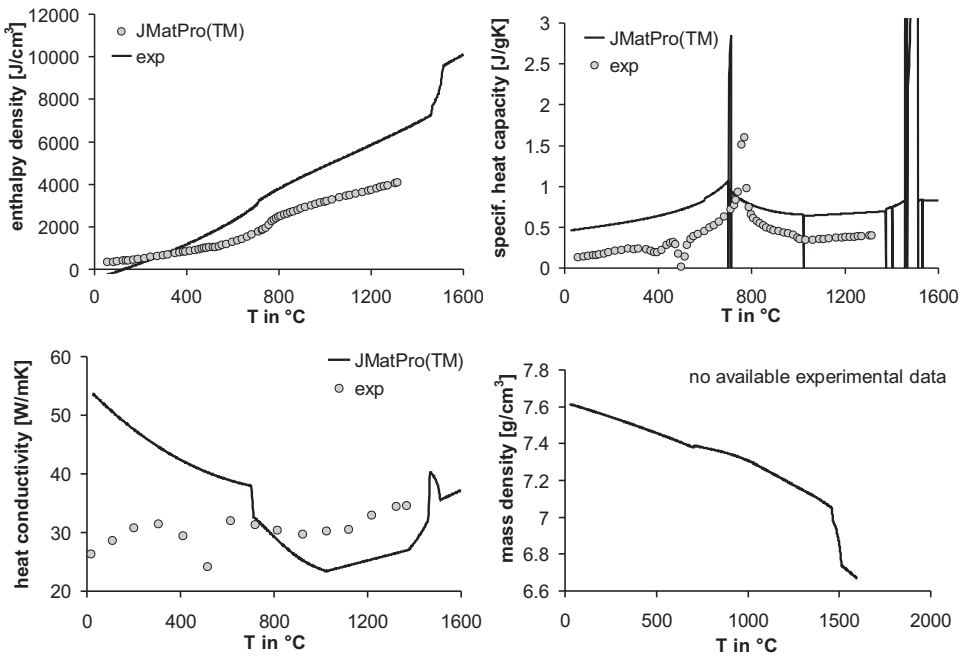 enthalpy density [J/cm³]
12000
10000
8000
6000
4000
2000
0
JMatPro(TM)
exp
0 400 800 1200 1600
T in °C
specif. heat capacity [J/gK]
3
2.5
2
1.5
1
0.5
0
JMatPro(TM)
exp
0 400 800 1200 1600
T in °C
heat conductivity [W/mK]
60
50
40
30
20
JMatPro(TM)
exp
0 400 800 1200 1600
T in °C
mass density [g/cm³]
7.8
7.6
7.4
7.2
7
6.8
6.6
no available experimental data
0 500 1000 1500 2000
T in °C